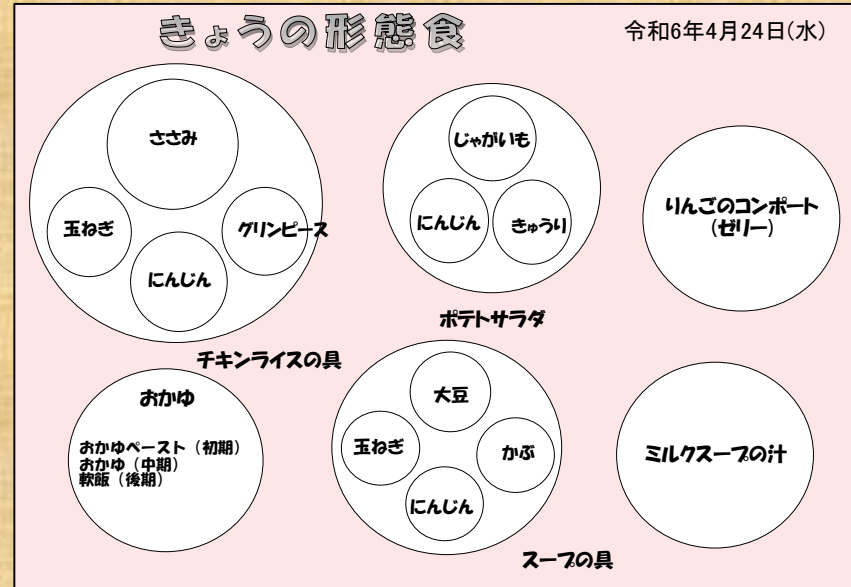 きょうの形態食
令和6年4月24日(水)
ささみ
玉ねぎ
グリンピース
にんじん
チキンライスの具
じゃがいも
にんじん
きゅうり
ポテトサラダ
りんごのコンポート
(ゼリー)
おかゆ
おかゆペースト（初期）
おかゆ（中期）
軟飯（後期）
大豆
玉ねぎ
かぶ
にんじん
スープの具
ミルクスープの汁